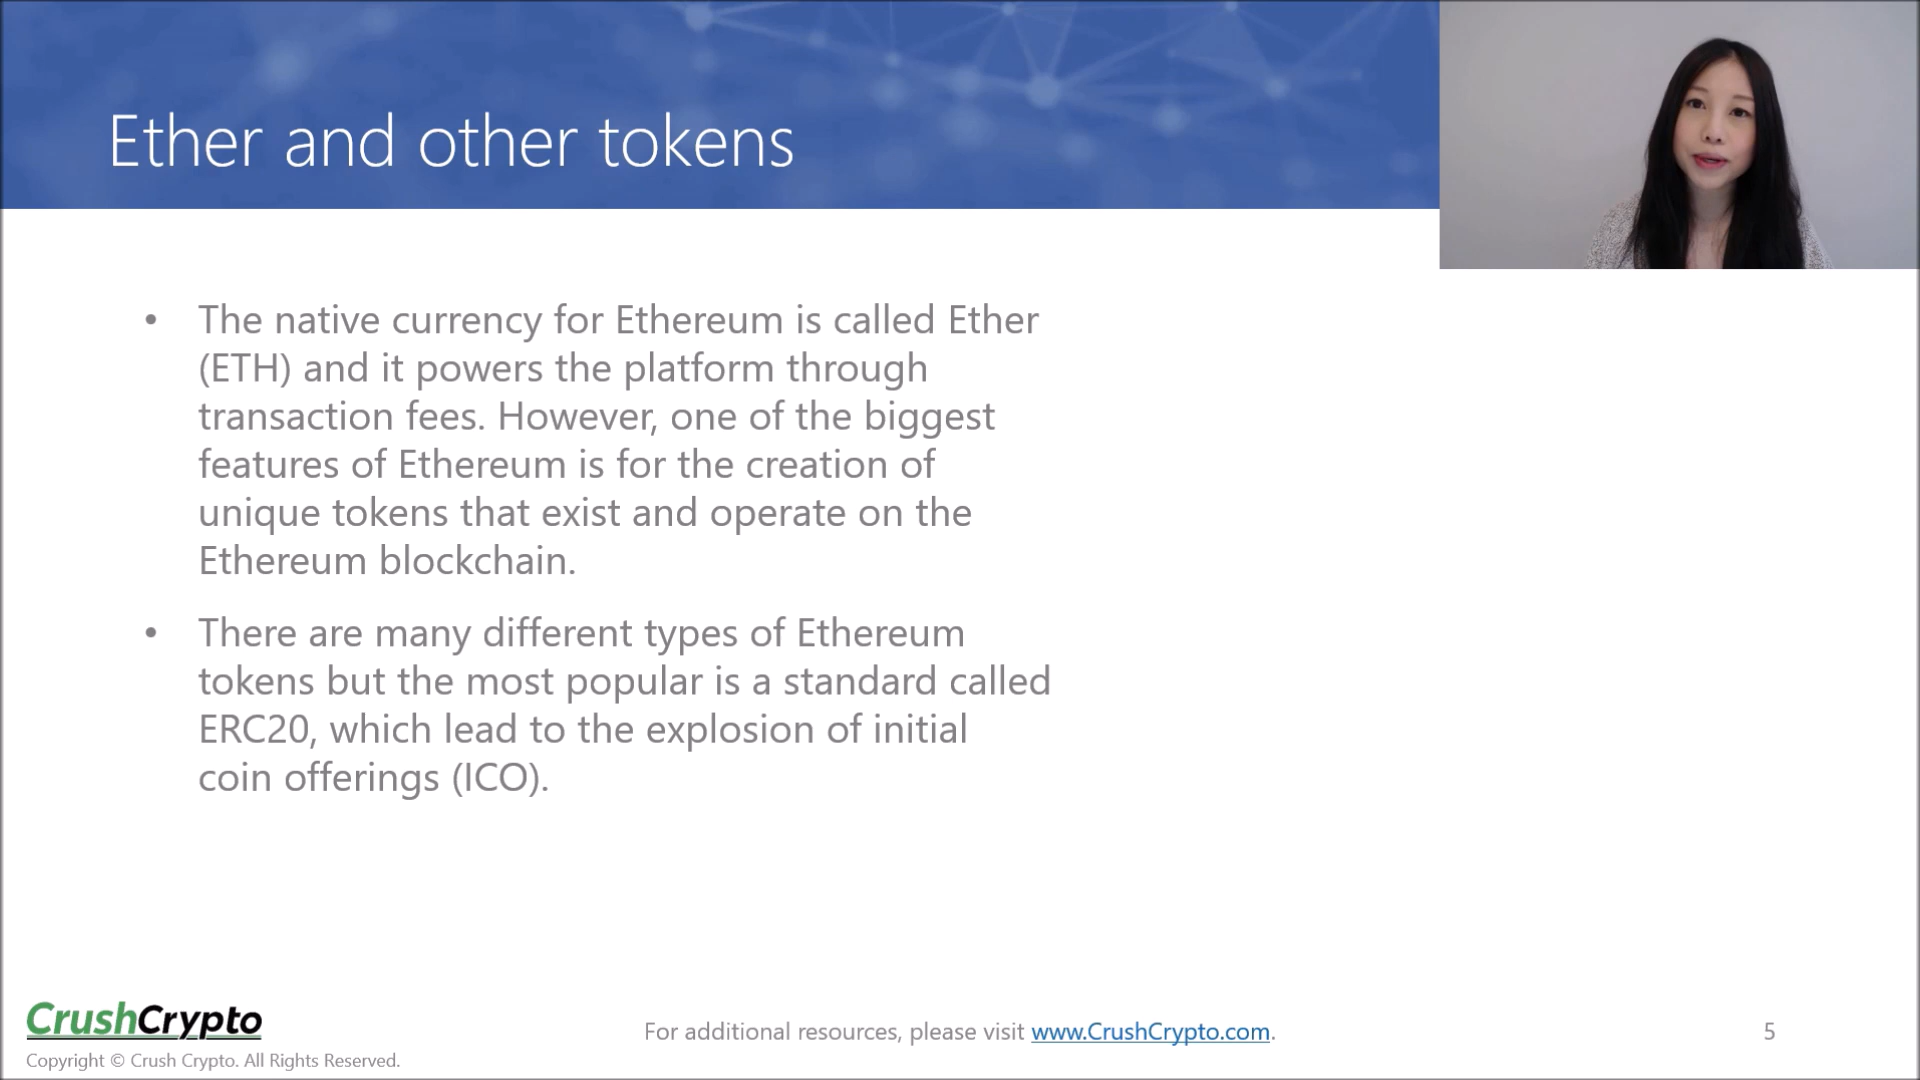 Ether and other tokens
• The native currency for Ethereum is called Ether
(ETH) and it powers the platform through
transaction fees. However, one of the biggest
features of Ethereum is for the creation of
unique tokens that exist and operate on the
Ethereum blockchain.
• There are many different types of Ethereum
tokens but the most popular is a standard called
ERC20, which lead to the explosion of initial
coin offerings (ICO).
CrushCrypto
Copyright © Crush Crypto. All Rights Reserved.
For additional resources, please visit www.CrushCrypto.com.
5